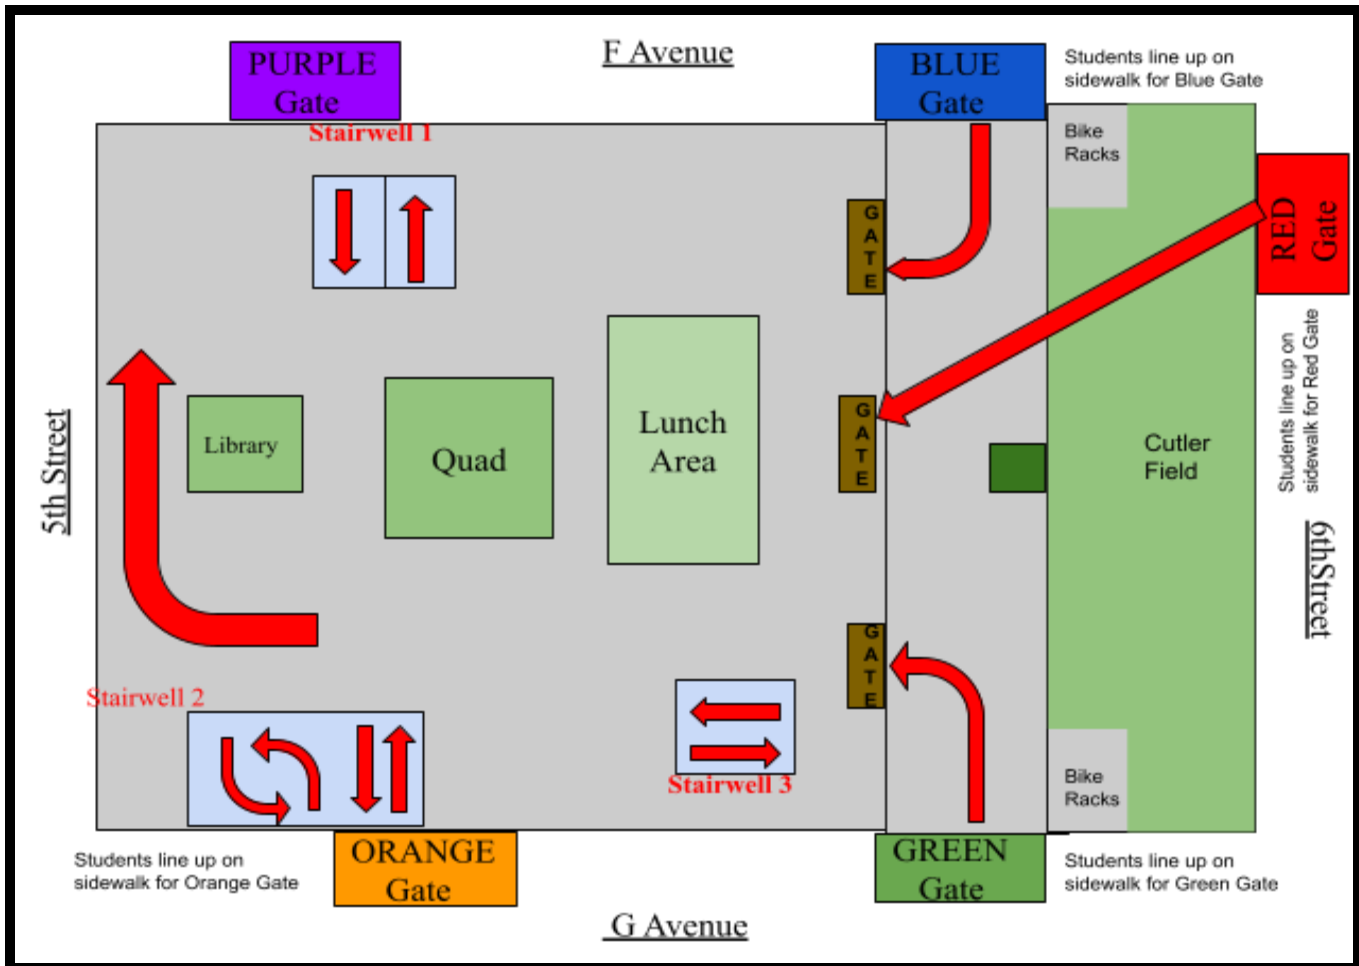 F Avenue
PURPLE
Gate
BLUE
Gate
Students line up on
sidewalk for Blue Gate
Stairwell 1
Bike
Racks
GATE
RED
Gate
Students line up on
sidewalk for Red Gate
5th Street
Library
Quad
Lunch
Area
GATE
Cutler
Field
6thStreet
GATE
Stairwell 2
Stairwell 3
Bike
Racks
Students line up on
sidewalk for Orange Gate
ORANGE
Gate
GREEN
Gate
Students line up on
sidewalk for Green Gate
G Avenue